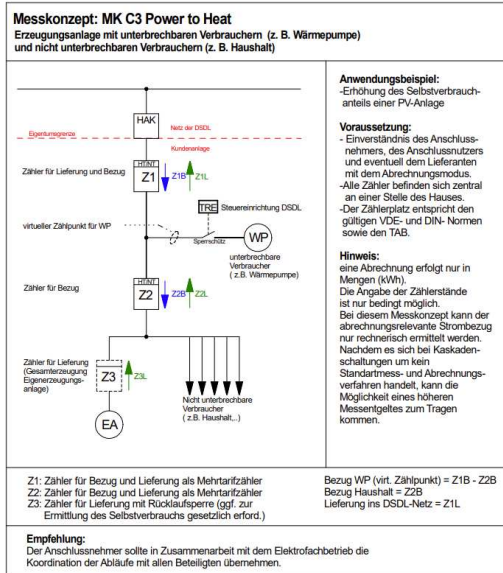 Messkonzept: MK C3 Power to Heat
Erzeugungsanlage mit unterbrechbaren Verbrauchern (z. B. Wärmepumpe)
und nicht unterbrechbaren Verbrauchern (z. B. Haushalt)
HAK
Eigentumsgrenze
Netz der DSDL
Kundenanlage
Zähler für Lieferung und Bezug
HT/NT
Z1
Z1B
Z1L
TRE
Steuereinrichtung DSDL
virtueller Zählpunkt für WP
Sperrschütz
WP
unterbrechbare
Verbraucher
( z.B. Wärmepumpe)
Zähler für Bezug
HT/NT
Z2
Z2B
Z2L
Zähler für Lieferung
(Gesamterzeugung
Eigenerzeugungs-
anlage)
Z3
Z3L
EA
Nicht unterbrechbare
Verbraucher
( z.B. Haushalt,..)
Anwendungsbeispiel:
-Erhöhung des Selbstverbrauch-
anteils einer PV-Anlage
Voraussetzung:
- Einverständnis des Anschluss-
nehmers, des Anschlussnutzers
und eventuell dem Lieferanten
mit dem Abrechnungsmodus.
-Alle Zähler befinden sich zentral
an einer Stelle des Hauses.
-Der Zählerplatz entspricht den
gültigen VDE- und DIN- Normen
sowie den TAB.
Hinweis:
eine Abrechnung erfolgt nur in
Mengen (kWh).
Die Angabe der Zählerstände
ist nur bedingt möglich.
Bei diesem Messkonzept kann der
abrechnungsrelevante Strombezug
nur rechnerisch ermittelt werden.
Nachdem es sich bei Kaskaden-
schaltungen um kein
Standartmess- und Abrechnungs-
verfahren handelt, kann die
Möglichkeit eines höheren
Messentgeltes zum Tragen
kommen.
Z1: Zähler für Bezug und Lieferung als Mehrtarifzähler
Z2: Zähler für Bezug und Lieferung als Mehrtarifzähler
Z3: Zähler für Lieferung mit Rücklaufsperre (ggf. zur
Ermittlung des Selbstverbrauchs gesetzlich erford.)
Bezug WP (virt. Zählpunkt) = Z1B - Z2B
Bezug Haushalt = Z2B
Lieferung ins DSDL-Netz = Z1L
Empfehlung:
Der Anschlussnehmer sollte in Zusammenarbeit mit dem Elektrofachbetrieb die
Koordination der Abläufe mit allen Beteiligten übernehmen.